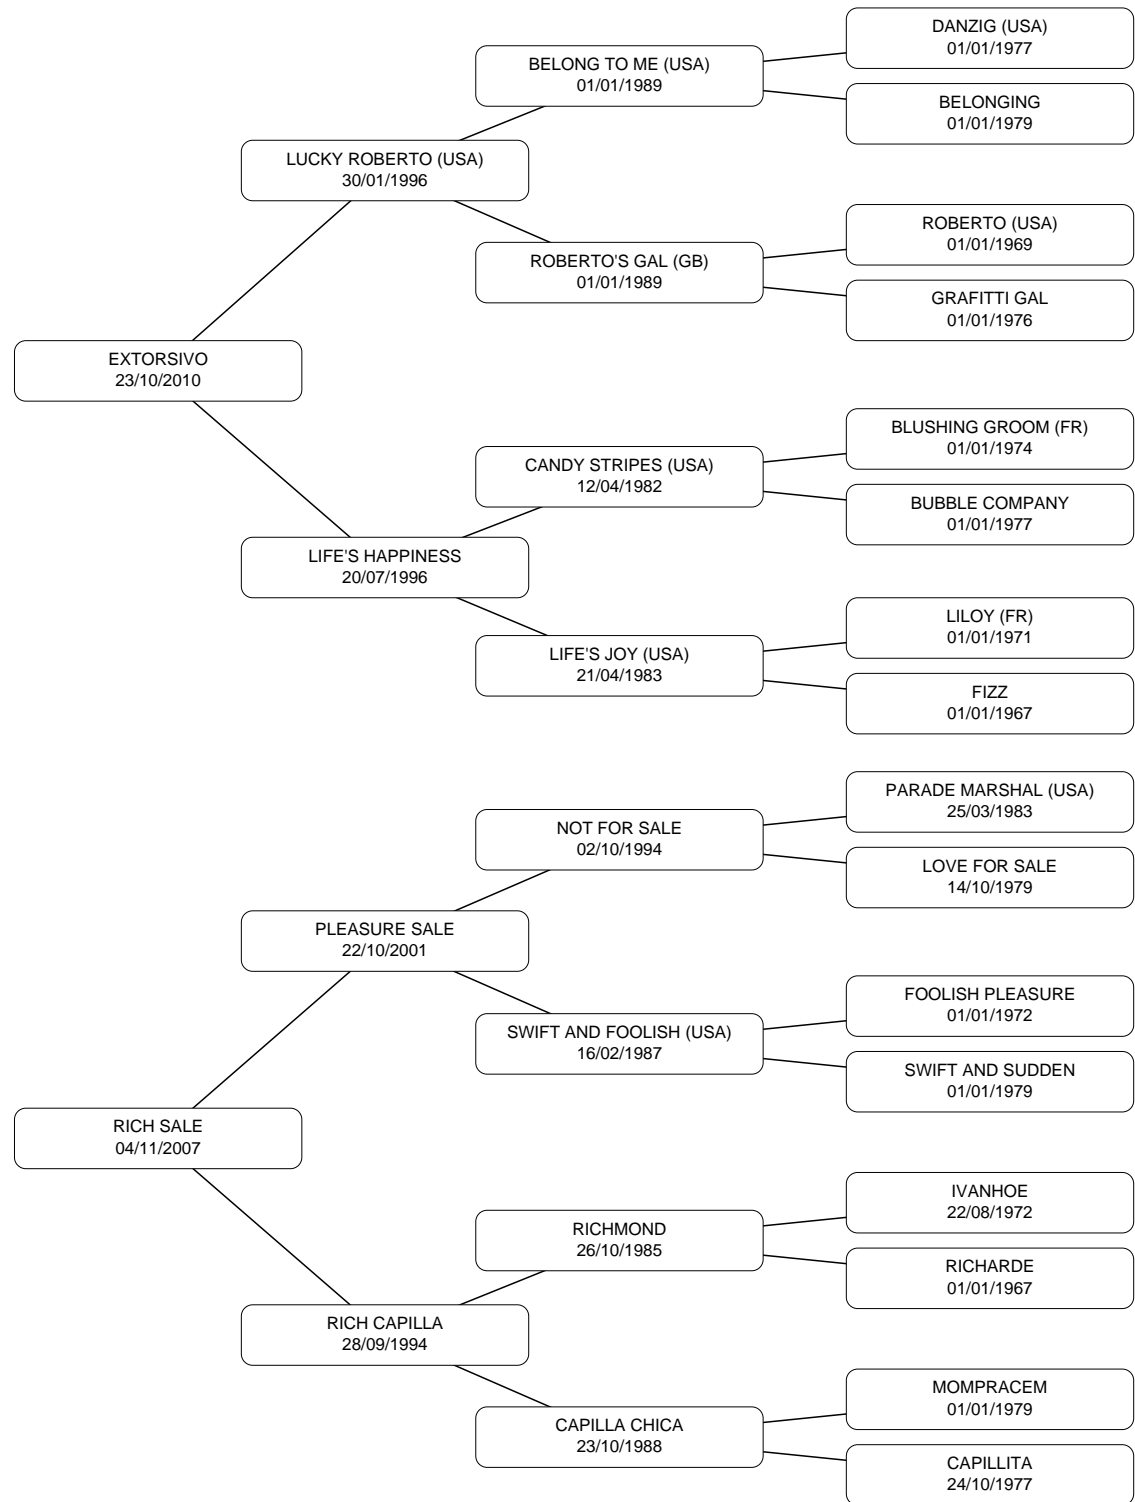 DANZIG (USA)
01/01/1977
BELONG TO ME (USA)
01/01/1989
BELONGING
01/01/1979
LUCKY ROBERTO (USA)
30/01/1996
ROBERTO (USA)
01/01/1969
ROBERTO'S GAL (GB)
01/01/1989
GRAFITTI GAL
01/01/1976
EXTORSIVO
23/10/2010
BLUSHING GROOM (FR)
01/01/1974
CANDY STRIPES (USA)
12/04/1982
BUBBLE COMPANY
01/01/1977
LIFE'S HAPPINESS
20/07/1996
LILOY (FR)
01/01/1971
LIFE'S JOY (USA)
21/04/1983
FIZZ
01/01/1967
PARADE MARSHAL (USA)
25/03/1983
NOT FOR SALE
02/10/1994
LOVE FOR SALE
14/10/1979
PLEASURE SALE
22/10/2001
FOOLISH PLEASURE
01/01/1972
SWIFT AND FOOLISH (USA)
16/02/1987
SWIFT AND SUDDEN
01/01/1979
RICH SALE
04/11/2007
IVANHOE
22/08/1972
RICHMOND
26/10/1985
RICHARDE
01/01/1967
RICH CAPILLA
28/09/1994
MOMPRACEM
01/01/1979
CAPILLA CHICA
23/10/1988
CAPILLITA
24/10/1977